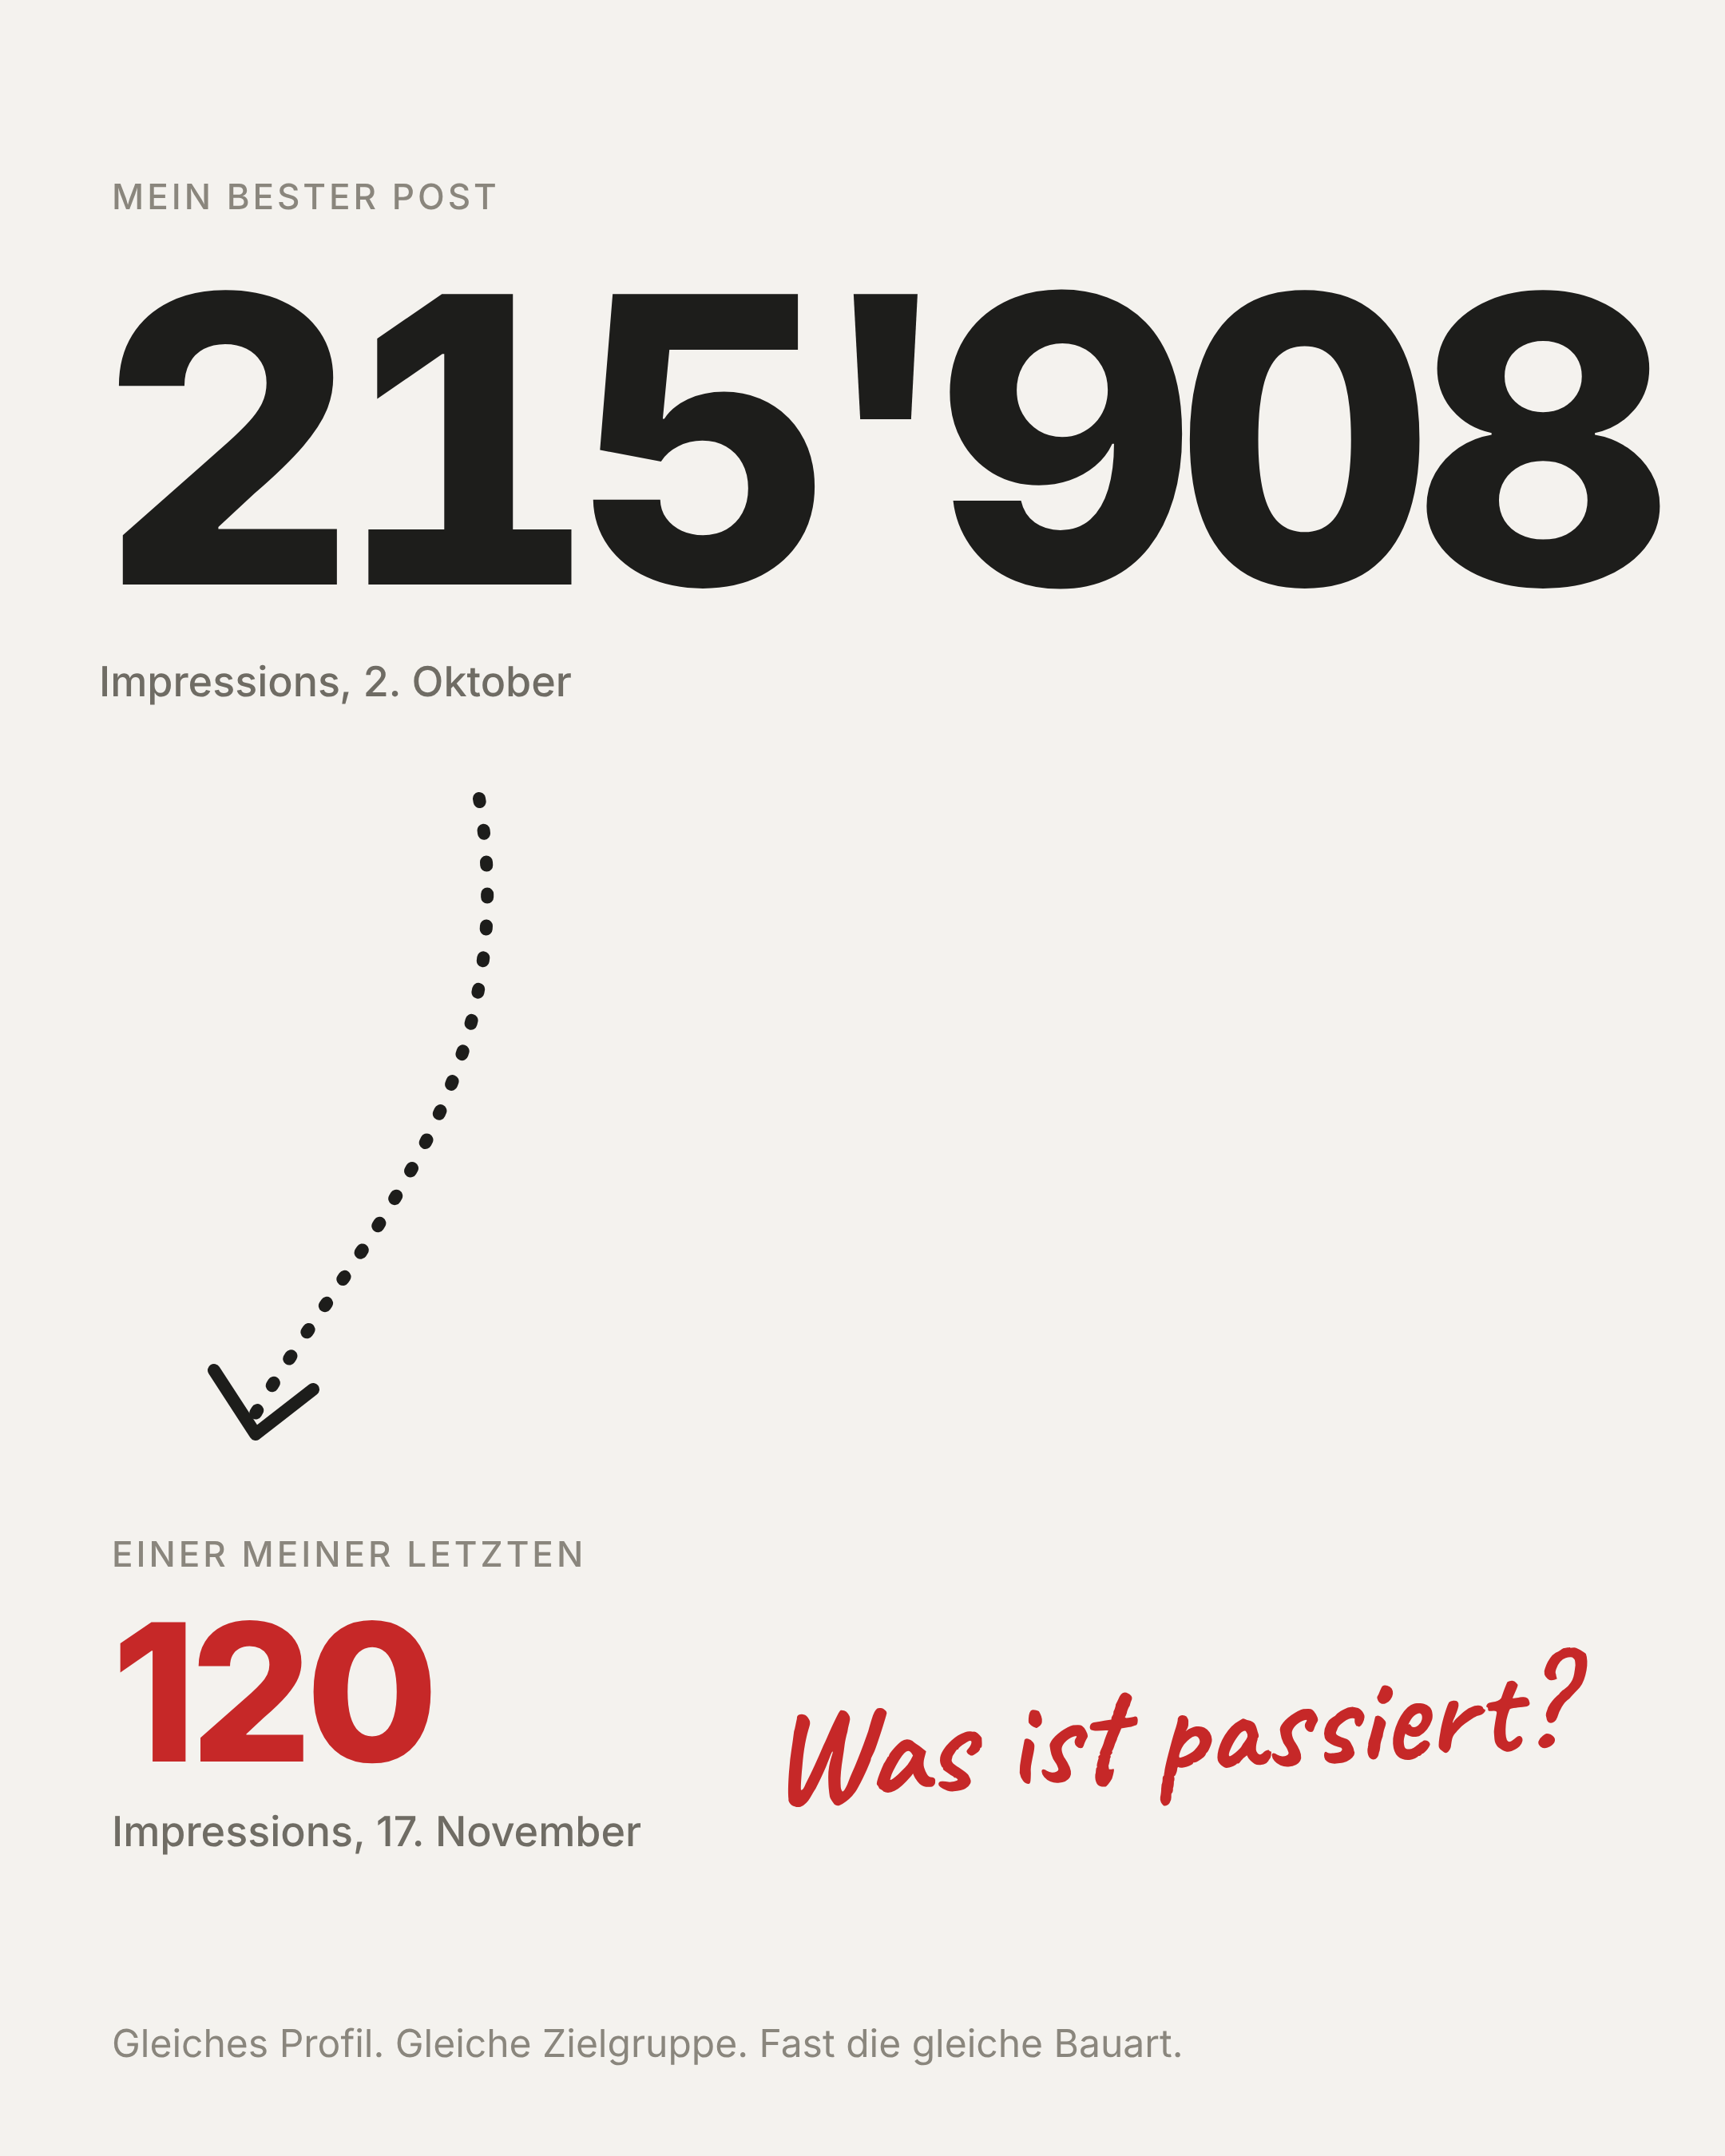 MEIN BESTER POST
215'908
Impressions, 2. Oktober
EINER MEINER LETZTEN
120
Impressions, 17. November
Was ist passiert?
Gleiches Profil. Gleiche Zielgruppe. Fast die gleiche Bauart.